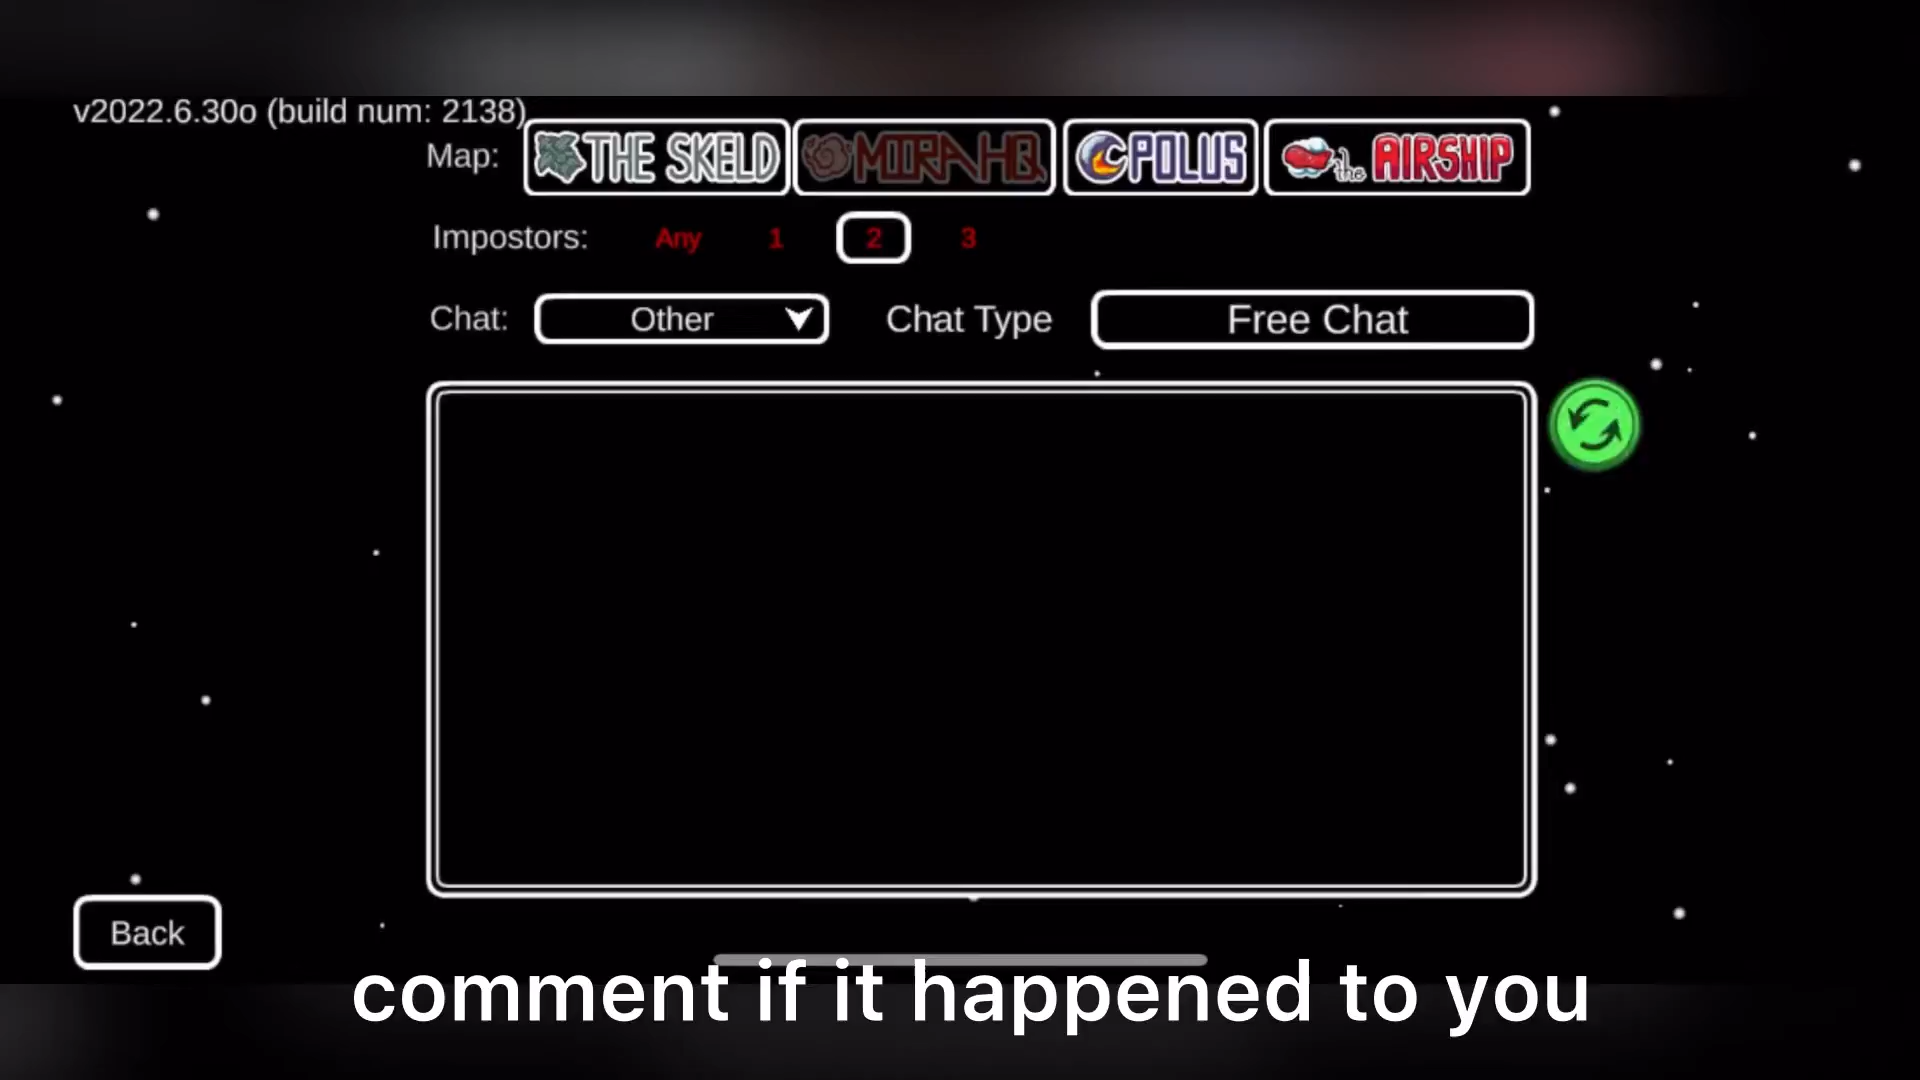 v2022.6.30o (build num: 2138)
Map: THE SKELD MIRA HQ POLUS the AIRSHIP
Impostors: Any 1 2 3
Chat: Other Chat Type Free Chat
Back
comment if it happened to you